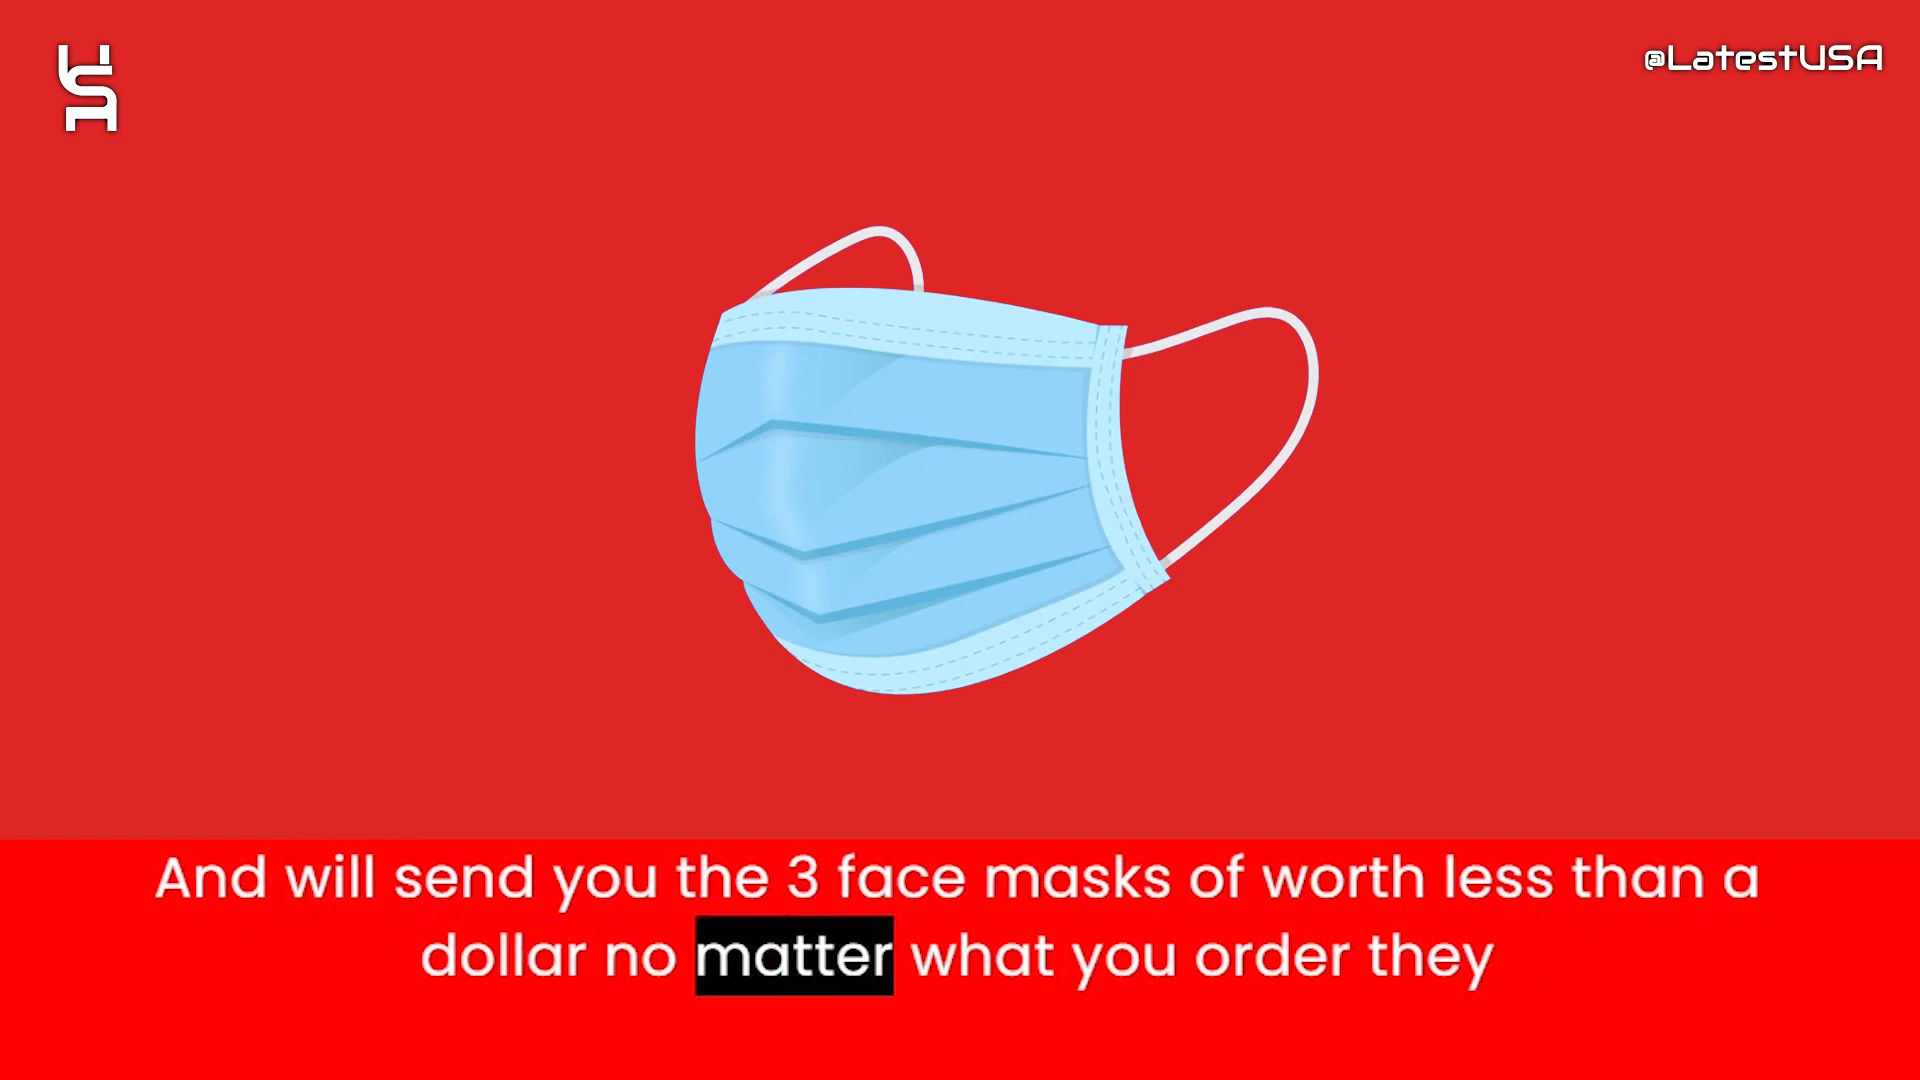 USA
@LatestUSA
And will send you the 3 face masks of worth less than a
dollar no matter what you order they